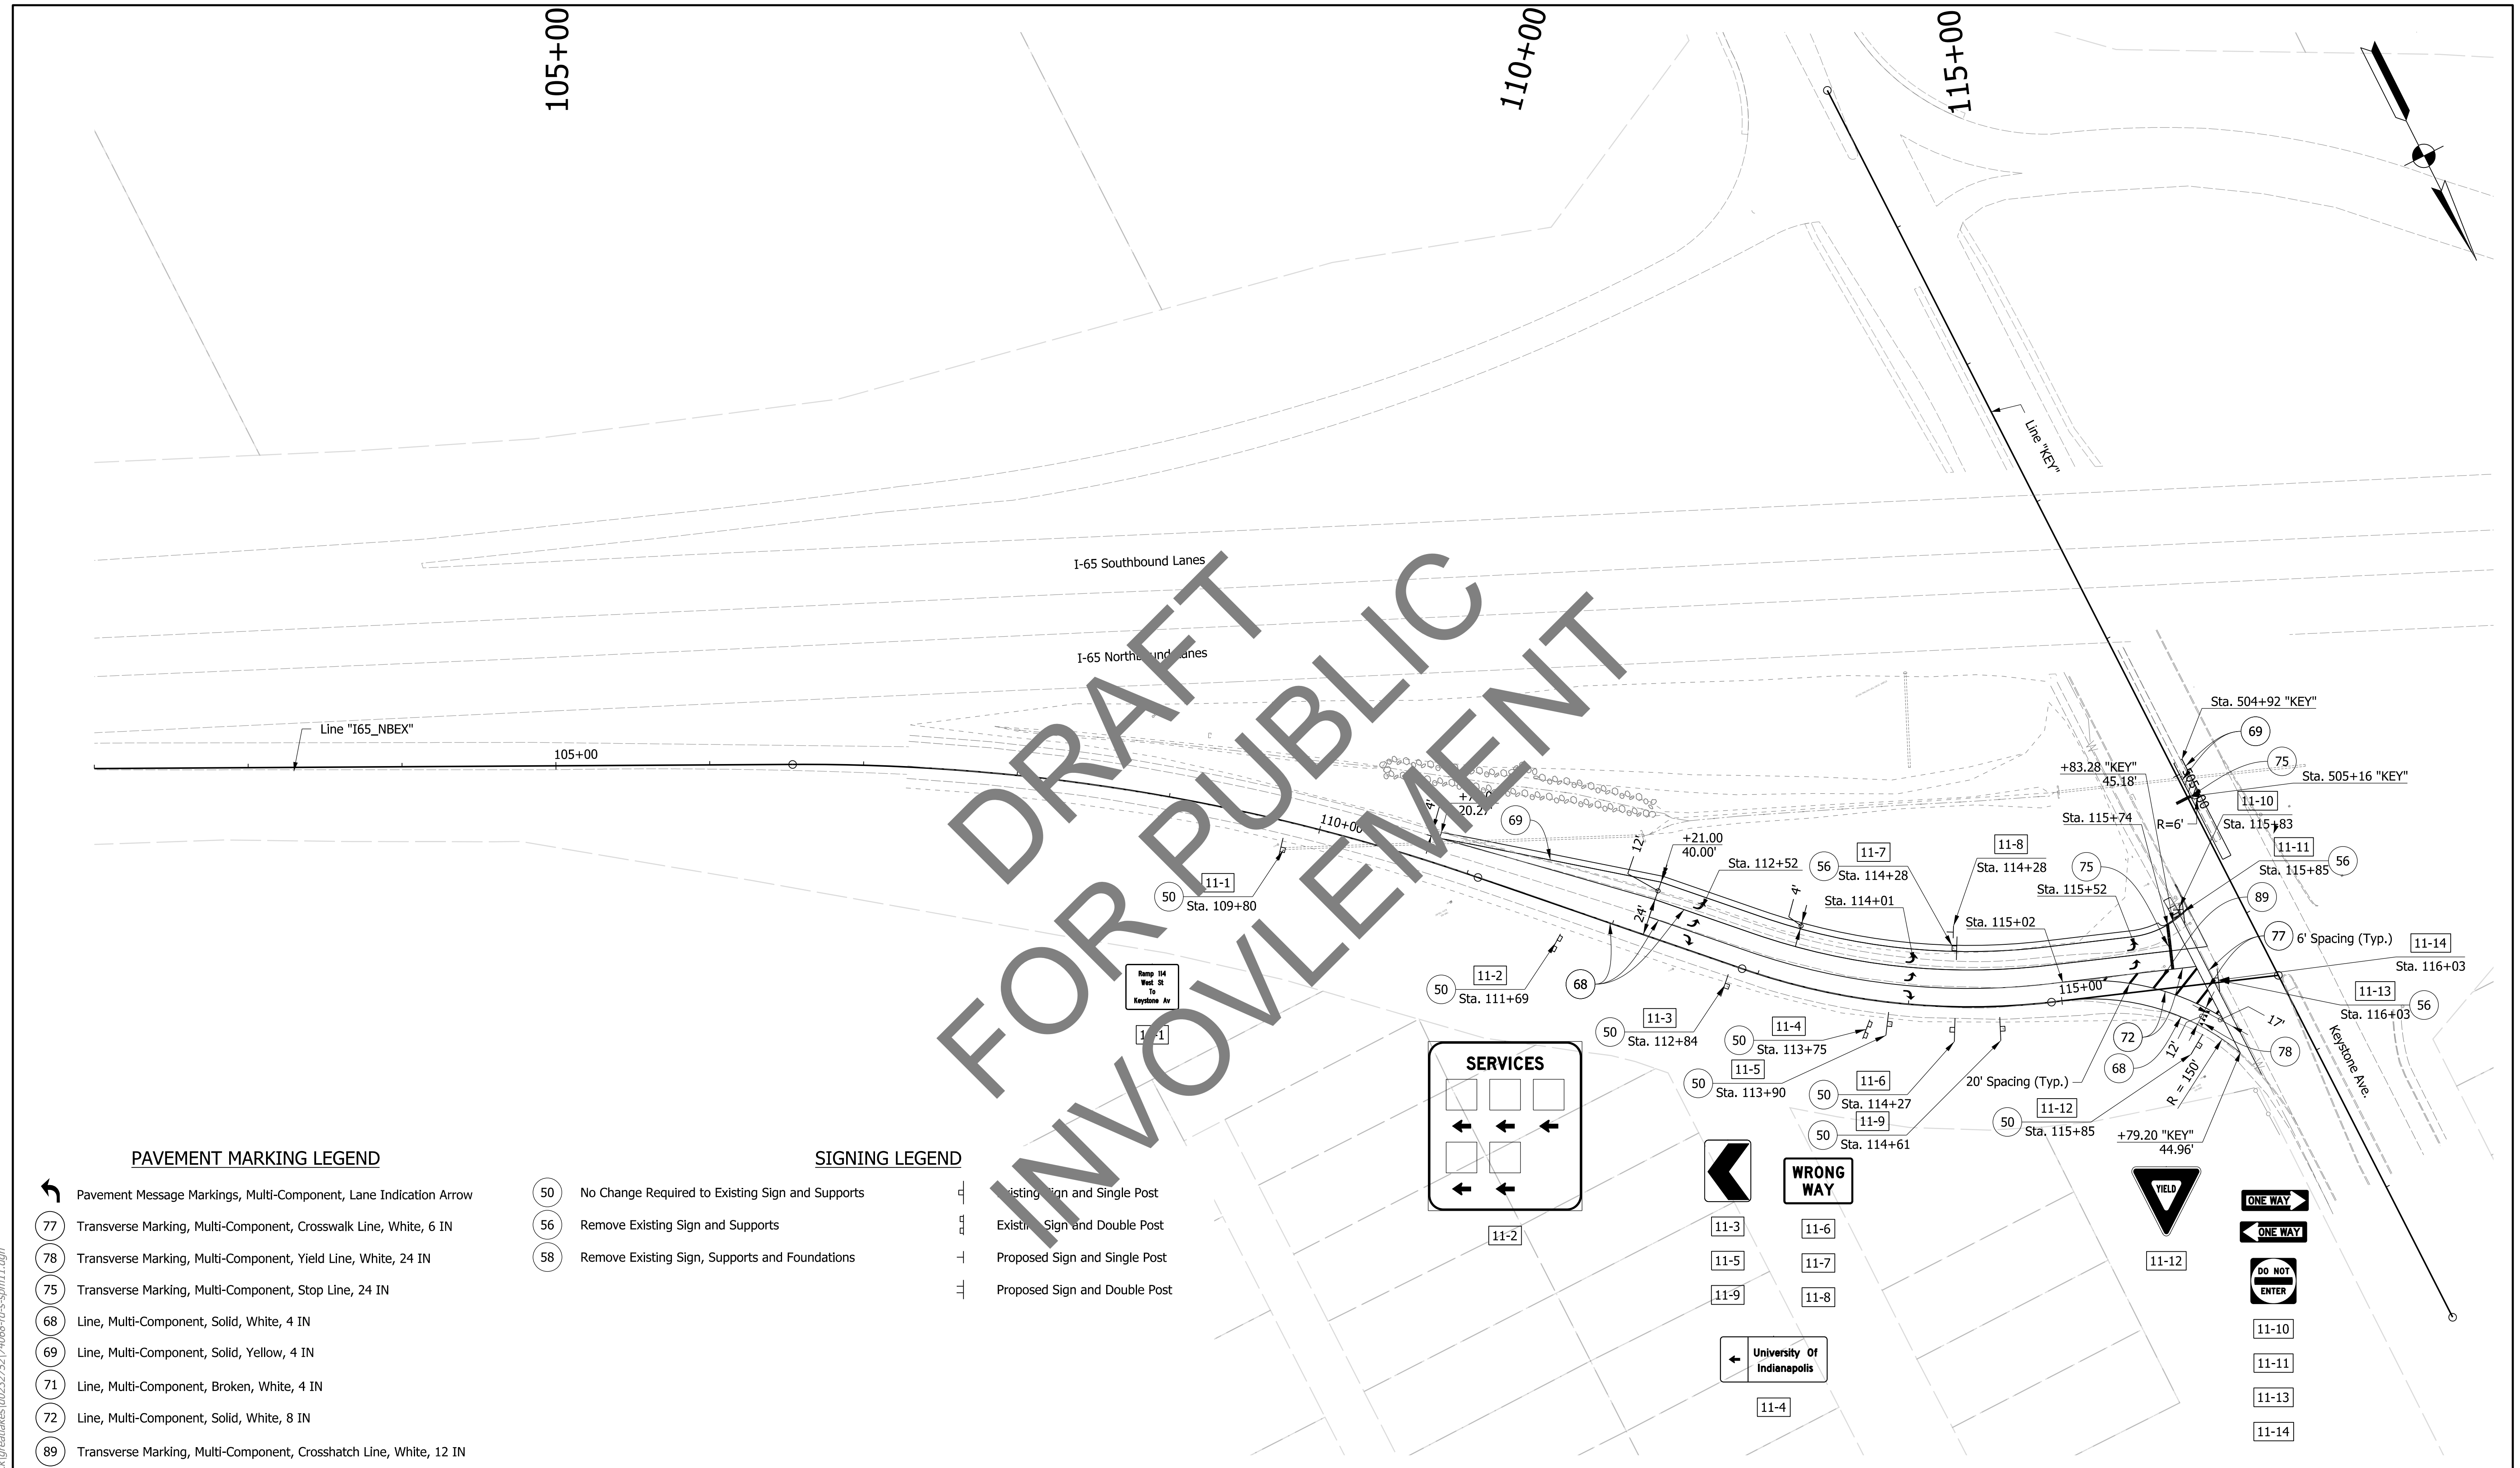 105+00
110+00
115+00
Line "KEY"
I-65 Southbound Lanes
I-65 Northbound Lanes
Line "I65_NBEX"
105+00
110+00
DRAFT
FOR PUBLIC
INVOVLEMENT
4'
20.27'
69
12'
+21.00
40.00'
24'
Sta. 112+52
4'
56
11-7
Sta. 114+28
11-8
Sta. 114+28
Sta. 114+01
Sta. 115+02
Sta. 115+52
75
Sta. 115+74
+83.28 "KEY"
45.18'
R=6'
Sta. 504+92 "KEY"
69
75
505+00
Sta. 505+16 "KEY"
11-10
Sta. 115+83
11-11
Sta. 115+85
56
89
77
6' Spacing (Typ.)
11-14
Sta. 116+03
11-13
Sta. 116+03
56
115+00
17'
78
Keystone Ave.
72
68
12'
R = 150'
20' Spacing (Typ.)
50
11-12
Sta. 115+85
+79.20 "KEY"
44.96'
50
11-1
Sta. 109+80
50
11-2
Sta. 111+69
68
50
11-3
Sta. 112+84
50
11-4
Sta. 113+75
50
11-5
Sta. 113+90
50
11-6
Sta. 114+27
50
11-9
Sta. 114+61
Ramp 114
West St
To
Keystone Av
11-1
SERVICES
11-2
11-3
11-5
11-9
WRONG
WAY
11-6
11-7
11-8
University Of
Indianapolis
11-4
YIELD
11-12
ONE WAY
ONE WAY
DO NOT
ENTER
11-10
11-11
11-13
11-14
PAVEMENT MARKING LEGEND
Pavement Message Markings, Multi-Component, Lane Indication Arrow
77 Transverse Marking, Multi-Component, Crosswalk Line, White, 6 IN
78 Transverse Marking, Multi-Component, Yield Line, White, 24 IN
75 Transverse Marking, Multi-Component, Stop Line, 24 IN
68 Line, Multi-Component, Solid, White, 4 IN
69 Line, Multi-Component, Solid, Yellow, 4 IN
71 Line, Multi-Component, Broken, White, 4 IN
72 Line, Multi-Component, Solid, White, 8 IN
89 Transverse Marking, Multi-Component, Crosshatch Line, White, 12 IN
SIGNING LEGEND
50 No Change Required to Existing Sign and Supports
56 Remove Existing Sign and Supports
58 Remove Existing Sign, Supports and Foundations
Existing Sign and Single Post
Existing Sign and Double Post
Proposed Sign and Single Post
Proposed Sign and Double Post